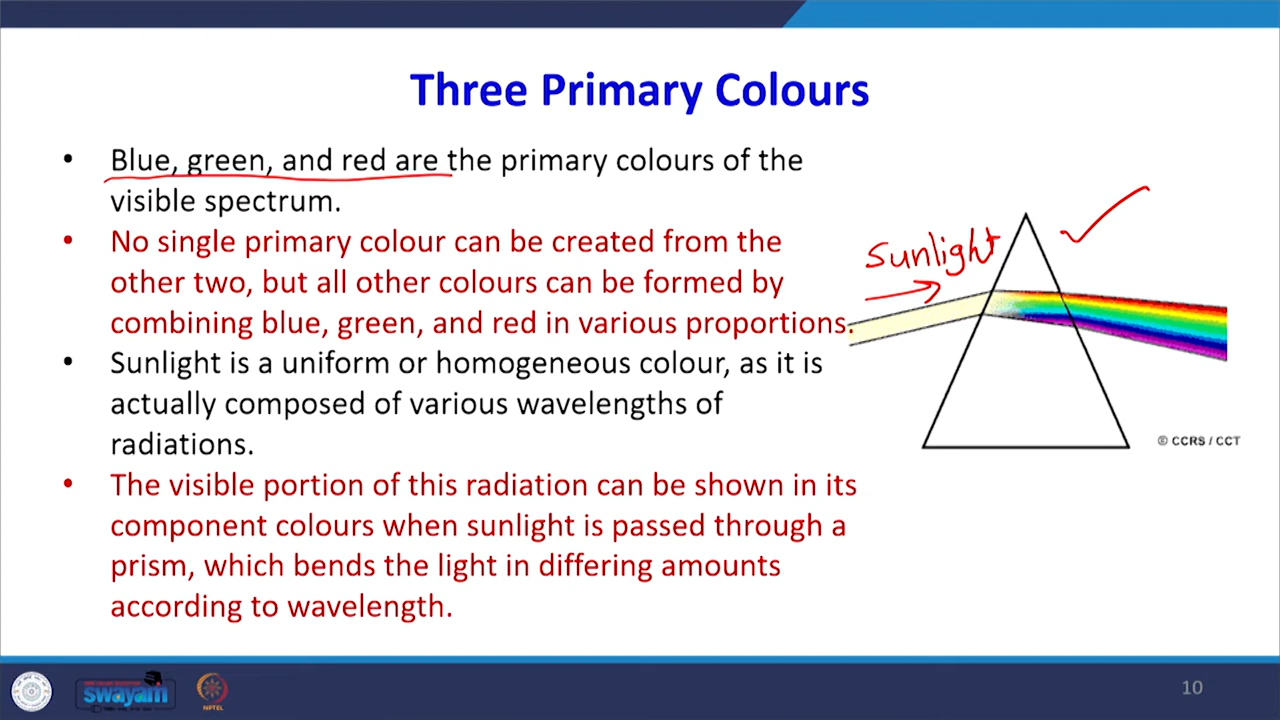 Three Primary Colours
• Blue, green, and red are the primary colours of the
visible spectrum.
• No single primary colour can be created from the
other two, but all other colours can be formed by
combining blue, green, and red in various proportions.
• Sunlight is a uniform or homogeneous colour, as it is
actually composed of various wavelengths of
radiations.
• The visible portion of this radiation can be shown in its
component colours when sunlight is passed through a
prism, which bends the light in differing amounts
according to wavelength.
Sunlight
© CCRS / CCT
swayam
NPTEL
10